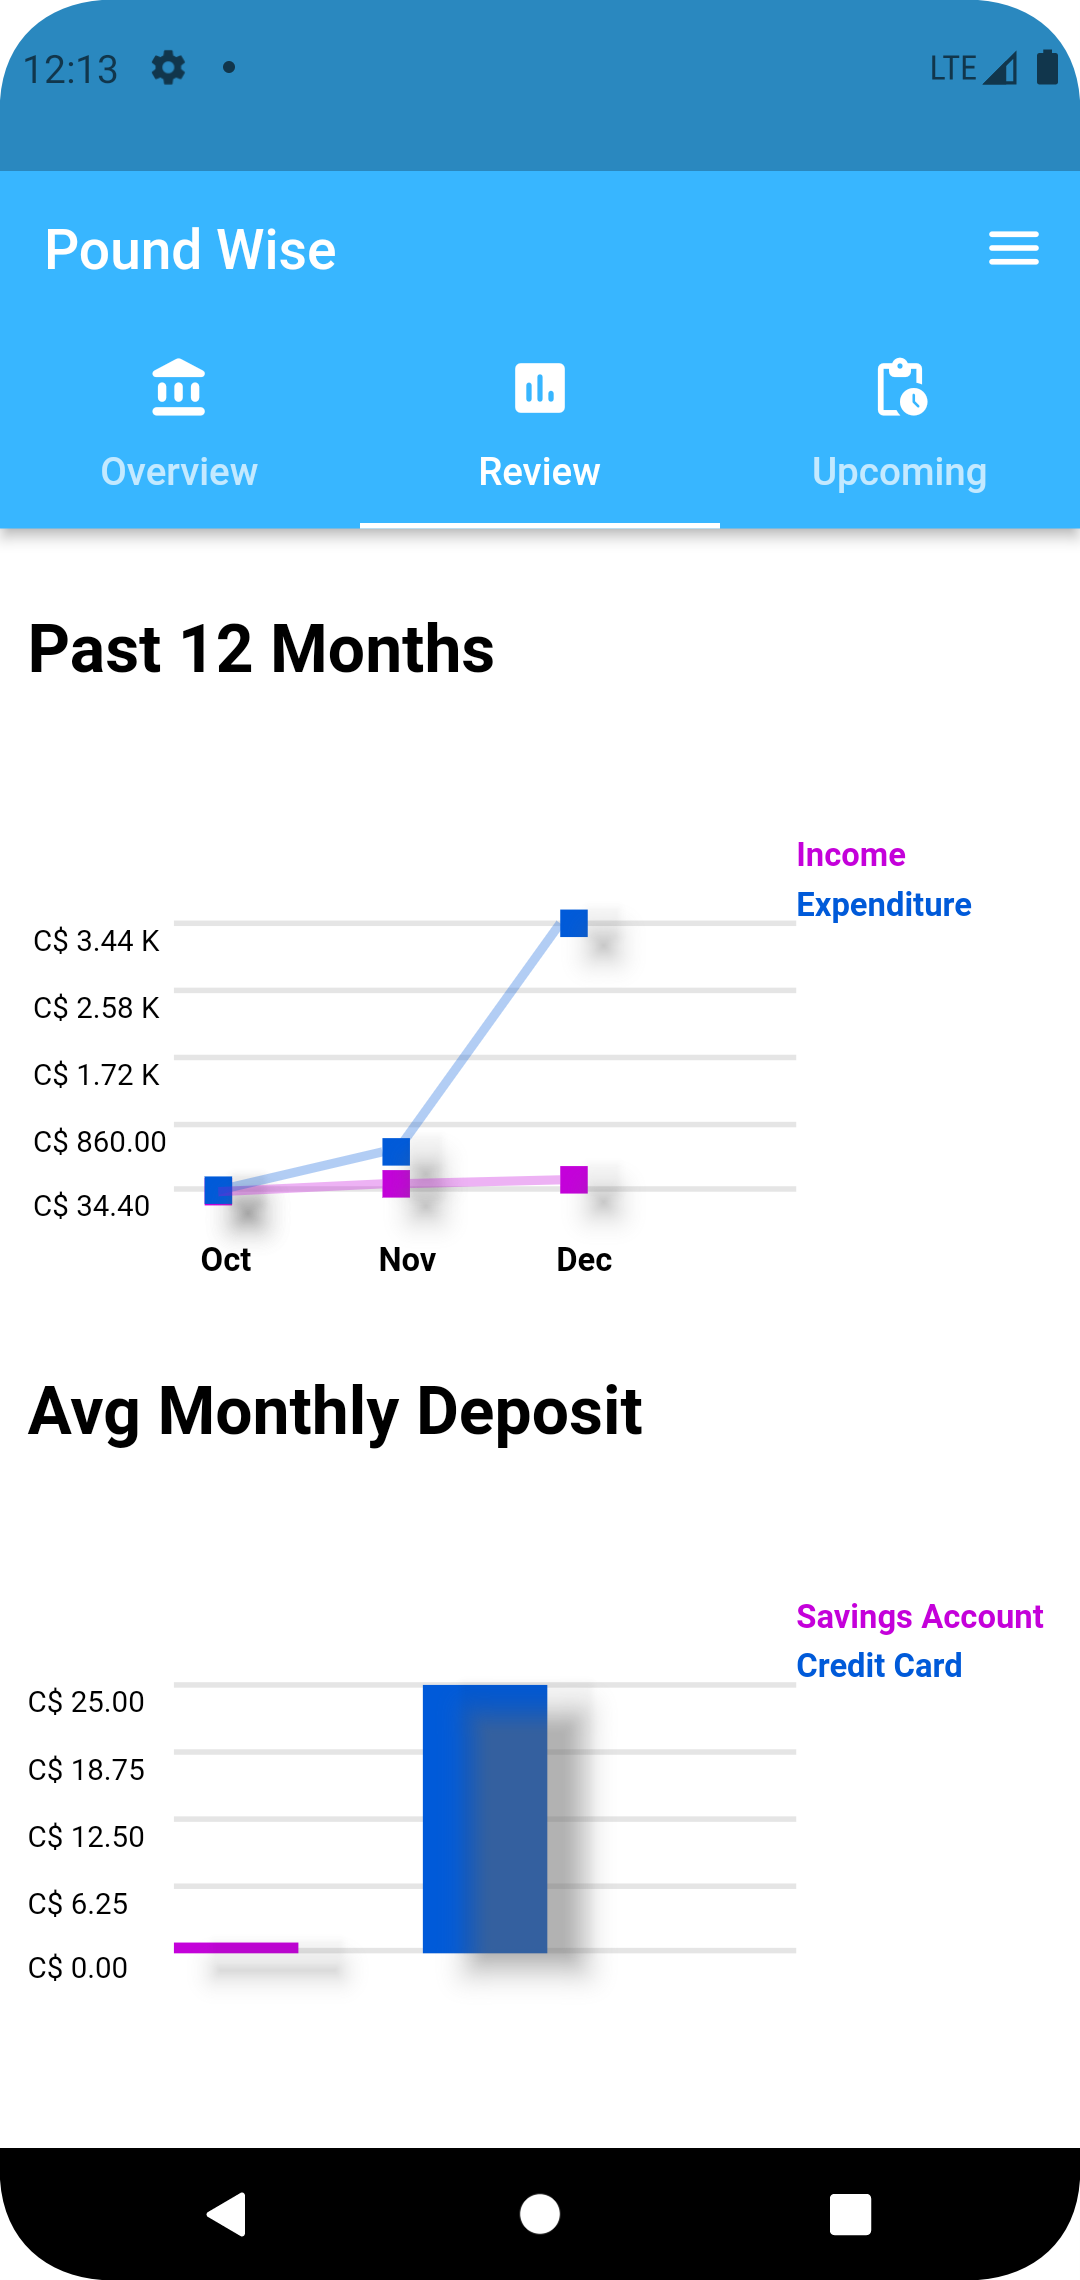 12:13
LTE
Pound Wise
Overview
Review
Upcoming
Past 12 Months
Income
Expenditure
C$ 3.44 K
C$ 2.58 K
C$ 1.72 K
C$ 860.00
C$ 34.40
Oct
Nov
Dec
Avg Monthly Deposit
Savings Account
Credit Card
C$ 25.00
C$ 18.75
C$ 12.50
C$ 6.25
C$ 0.00